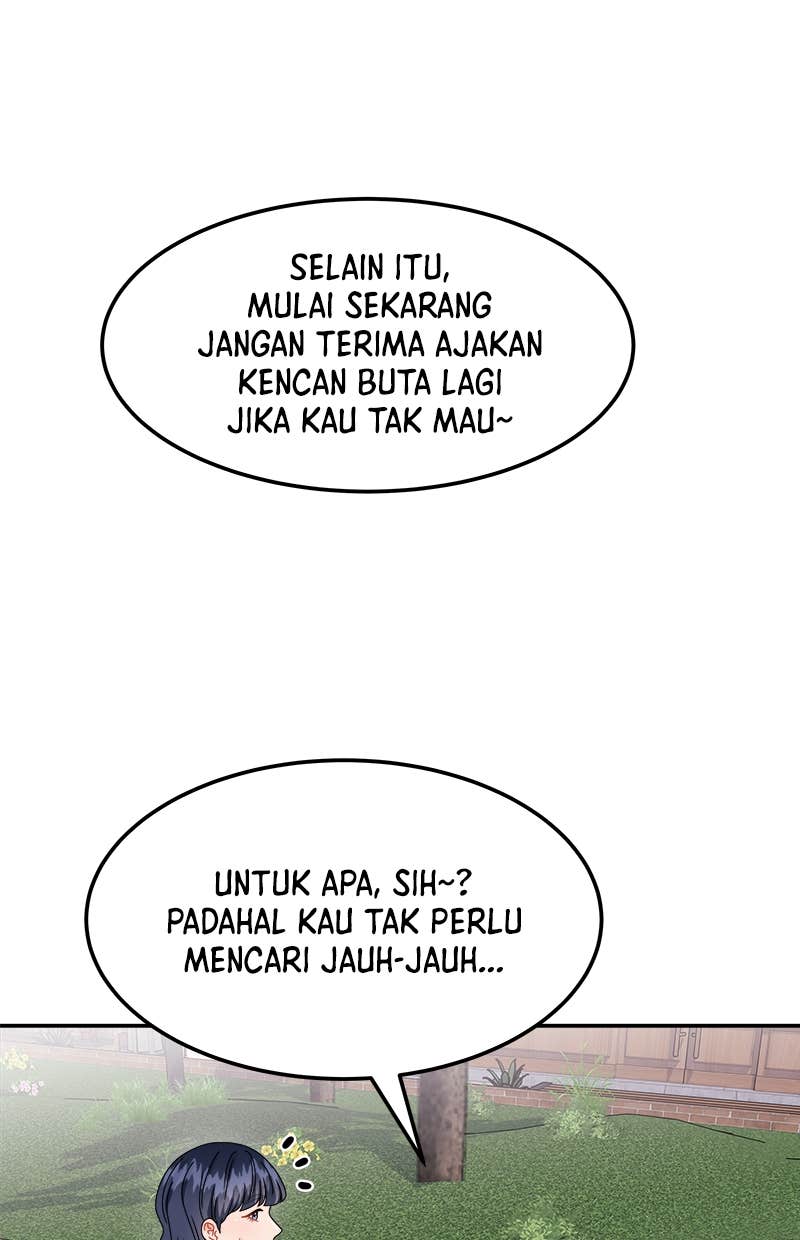 SELAIN ITU,
MULAI SEKARANG
JANGAN TERIMA AJAKAN
KENCAN BUTA LAGI
JIKA KAU TAK MAU~
UNTUK APA, SIH~?
PADAHAL KAU TAK PERLU
MENCARI JAUH-JAUH...